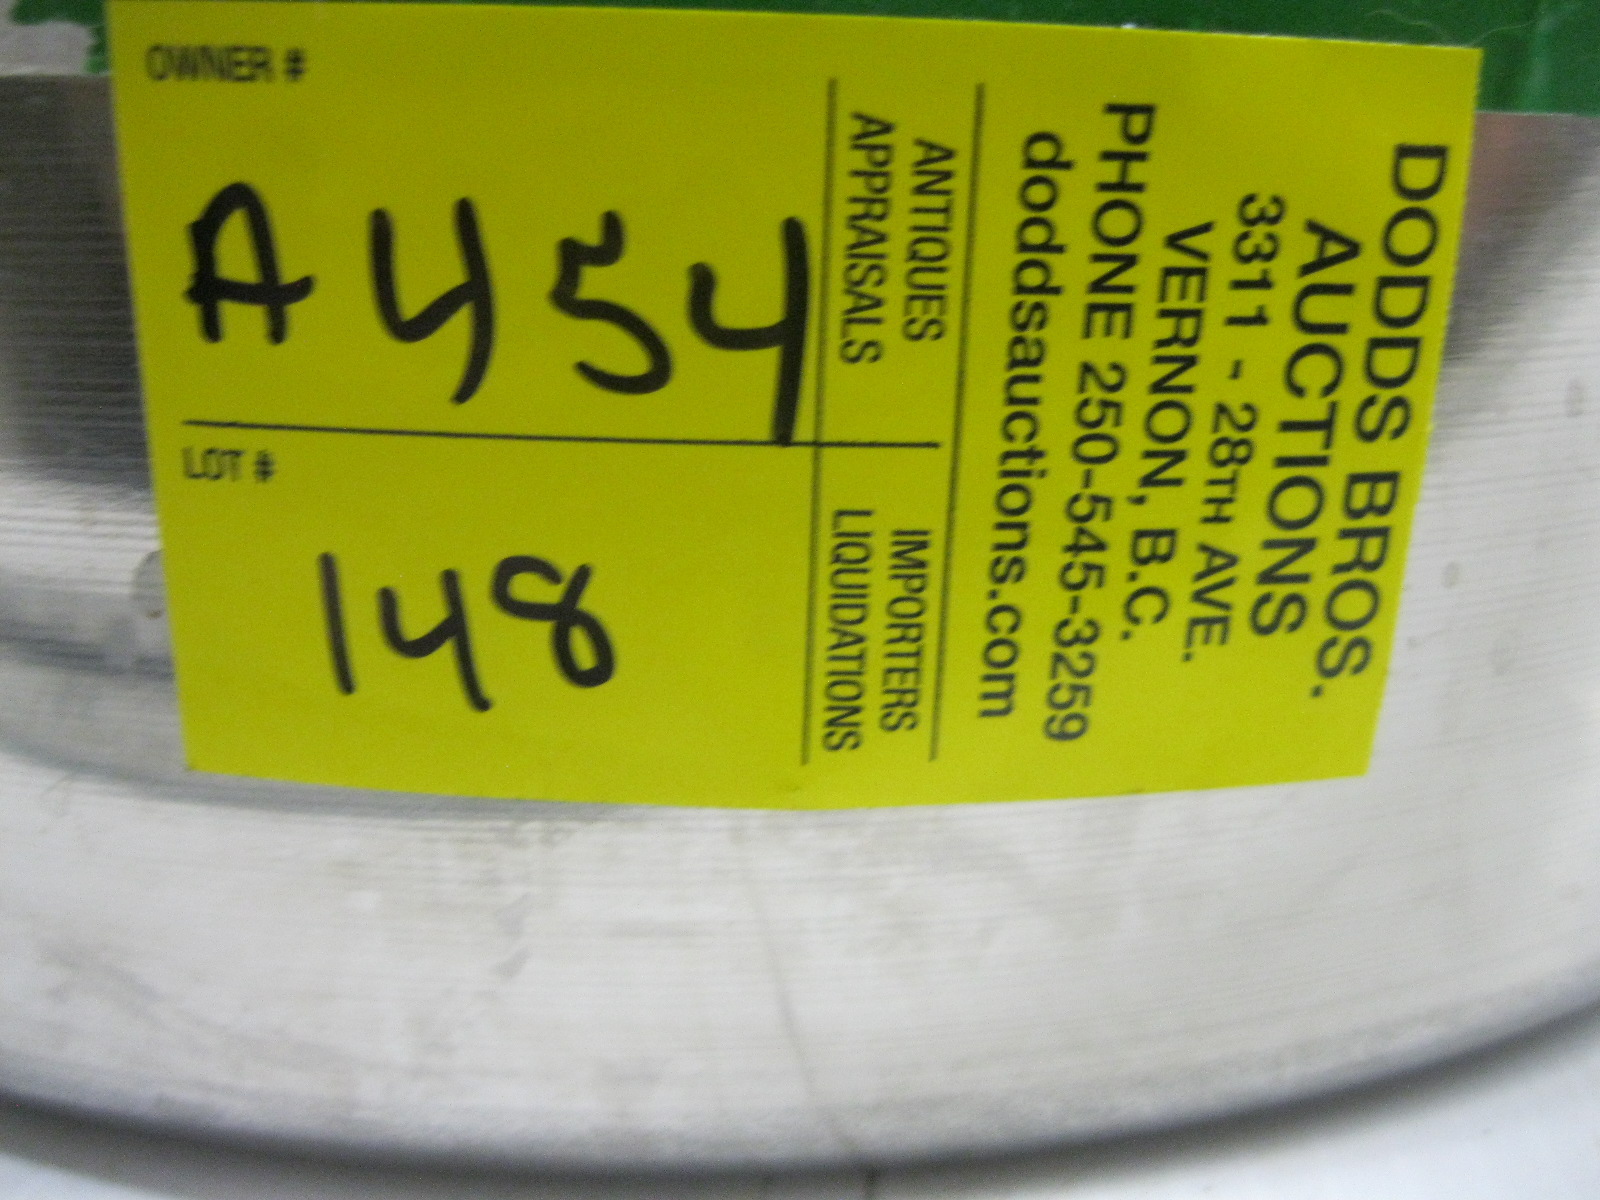 DODDS BROS.
AUCTIONS
3311 - 28TH AVE.
VERNON, B.C.
PHONE 250-545-3259
doddsauctions.com
ANTIQUES
APPRAISALS
IMPORTERS
LIQUIDATIONS
OWNER #
A 454
LOT #
148